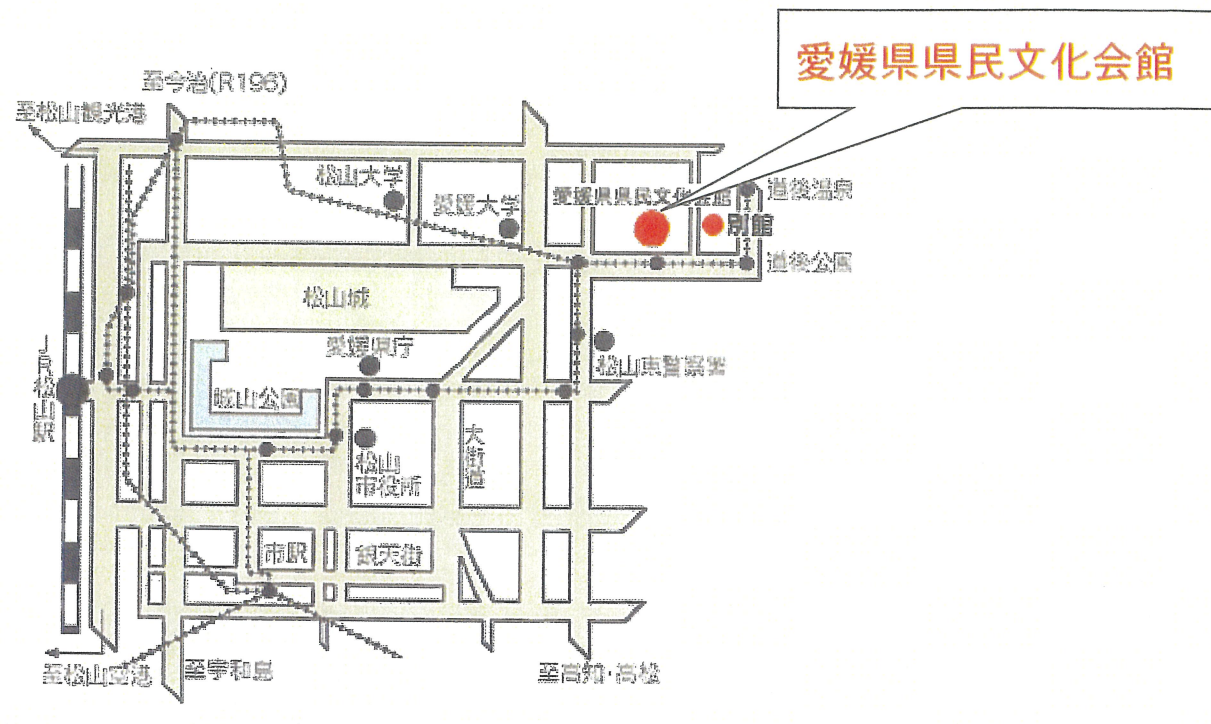 愛媛県県民文化会館
至今治(R196)
至松山観光港
松山大学
愛媛大学
愛媛県県民文化会館
道後温泉
別館
道後公園
松山城
愛媛県庁
松山東警察署
JR松山駅
城山公園
大街道
松山
市役所
市駅
銀天街
至松山空港
至宇和島
至高知・高松